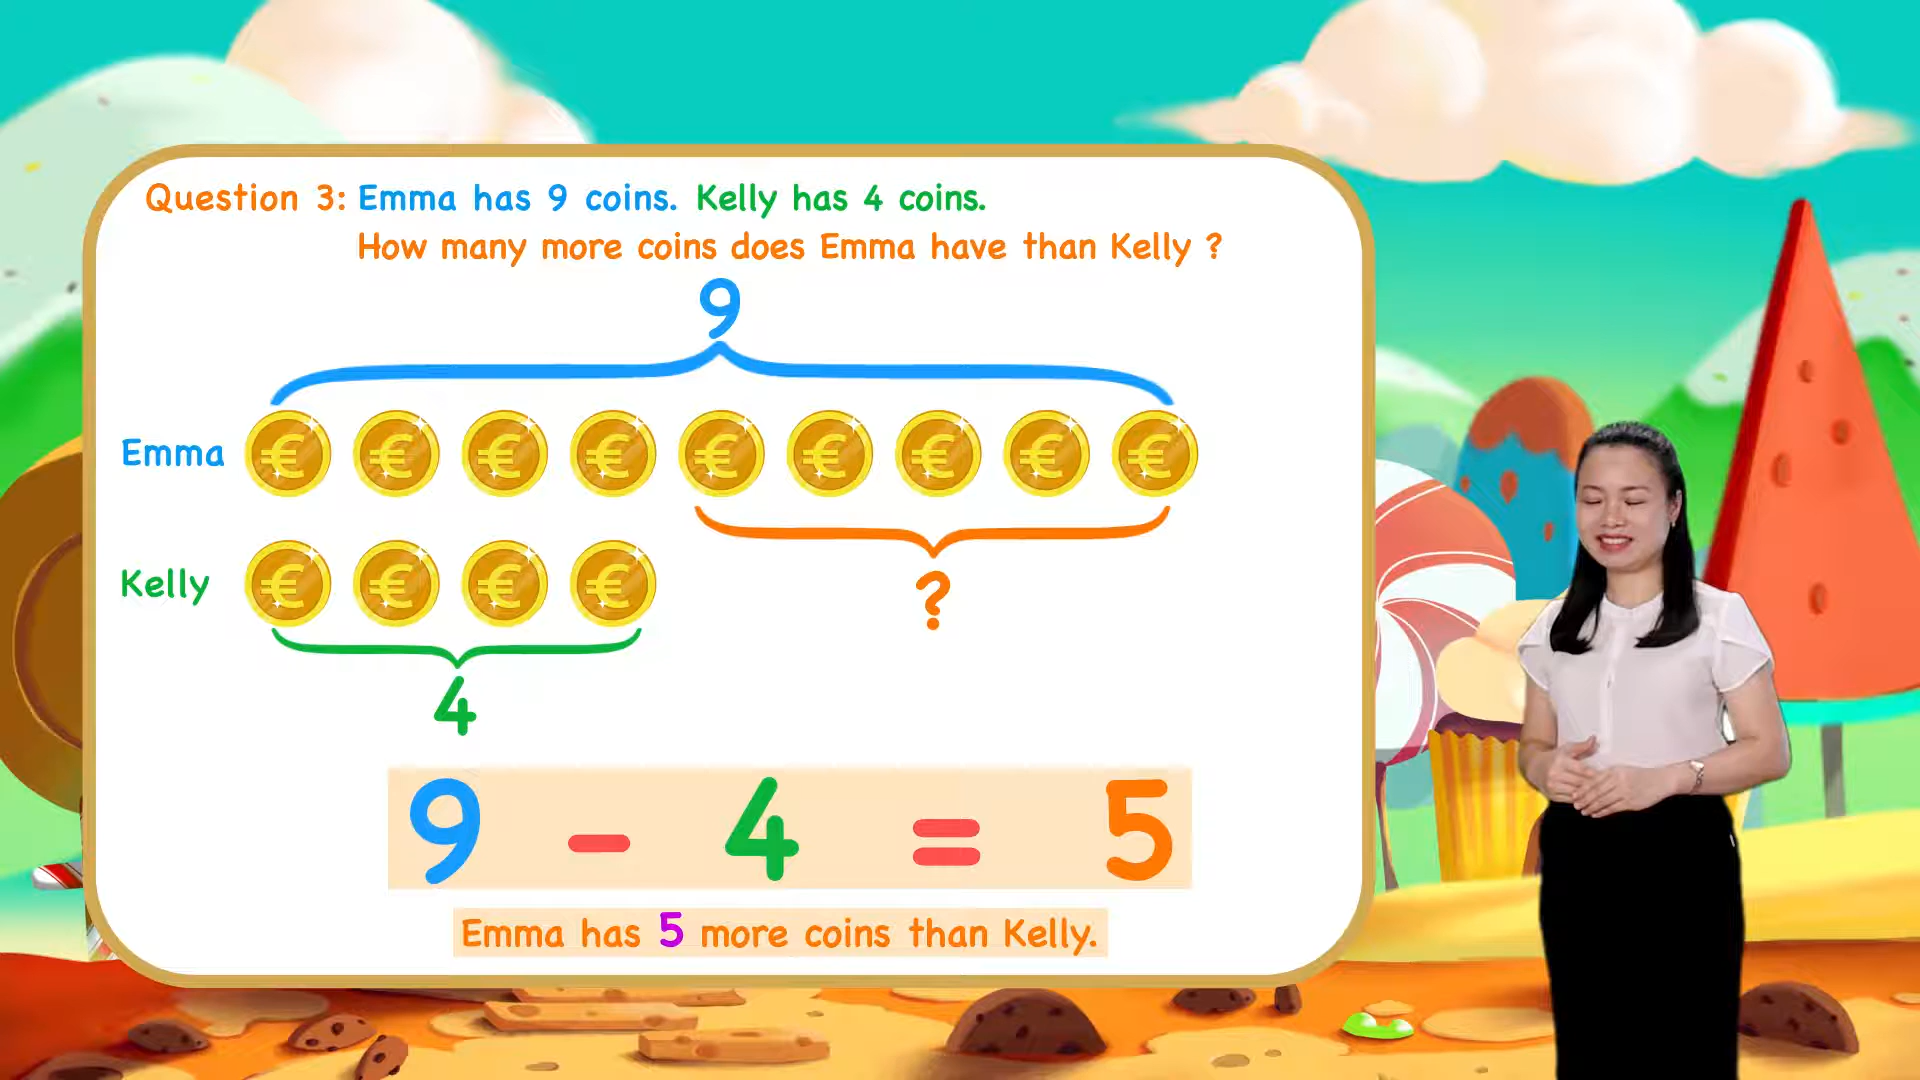 Question 3: Emma has 9 coins. Kelly has 4 coins.
How many more coins does Emma have than Kelly ?
9
Emma € € € € € € € € €
Kelly € € € €
?
4
9 - 4 = 5
Emma has 5 more coins than Kelly.